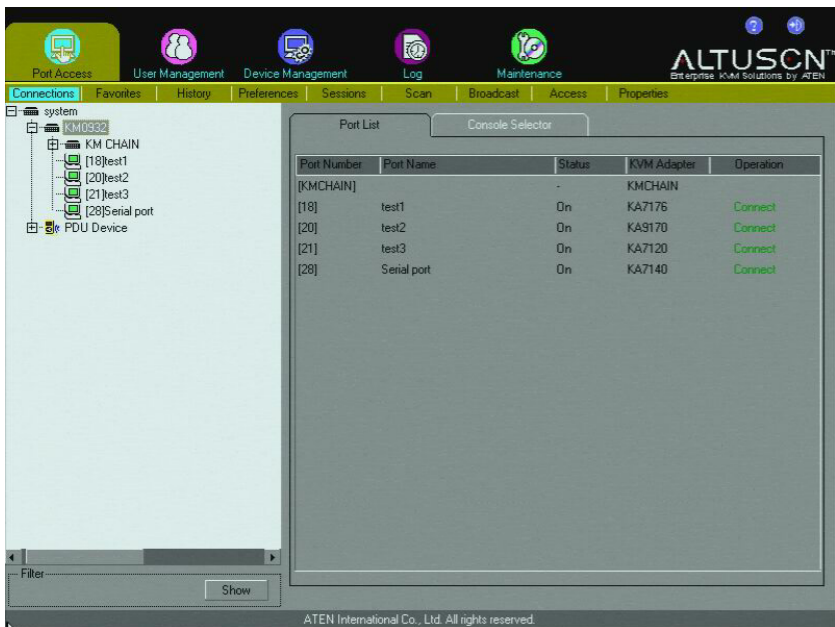 Port Access User Management Device Management Log Maintenance
ALTUSCN™
Enterprise KVM Solutions by ATEN
Connections Favorites History Preferences Sessions Scan Broadcast Access Properties
system
KM0932
KM CHAIN
[18]test1
[20]test2
[21]test3
[28]Serial port
PDU Device
Port List Console Selector
Port Number Port Name Status KVM Adapter Operation
[KMCHAIN] - KMCHAIN
[18] test1 On KA7176 Connect
[20] test2 On KA9170 Connect
[21] test3 On KA7120 Connect
[28] Serial port On KA7140 Connect
Filter
Show
ATEN International Co., Ltd. All rights reserved.